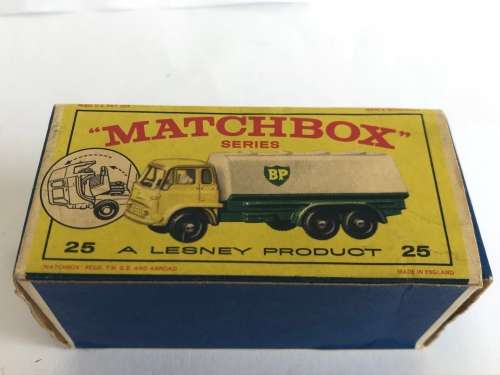 "MATCHBOX"
SERIES
BP
25 A LESNEY PRODUCT 25
"MATCHBOX" REGD. T.M. G.B. AND ABROAD
MADE IN ENGLAND